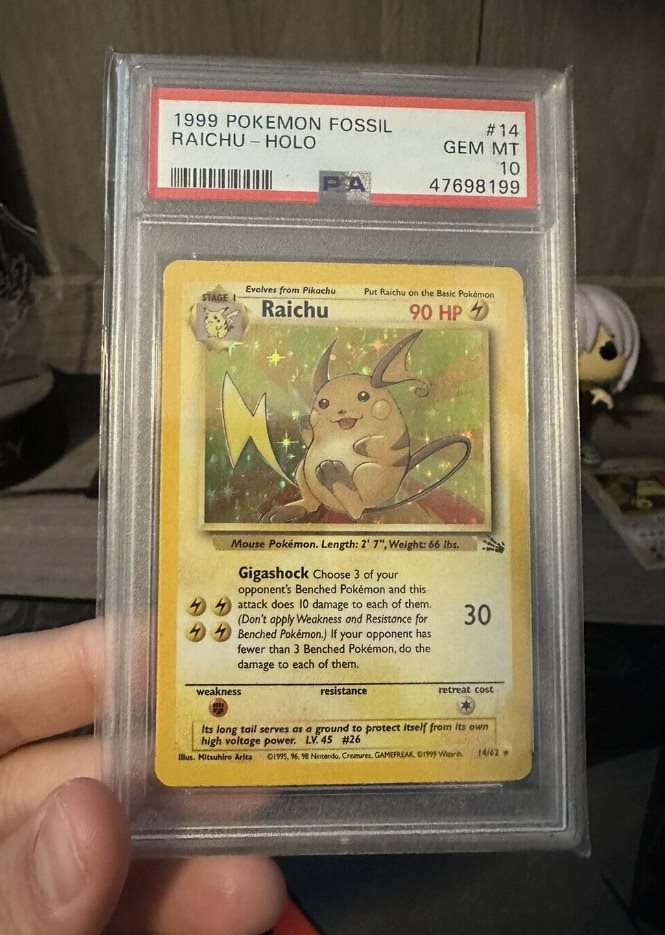 1999 POKEMON FOSSIL #14
RAICHU - HOLO GEM MT
10
PSA 47698199
Evolves from Pikachu Put Raichu on the Basic Pokémon
STAGE 1
Raichu 90 HP
Mouse Pokémon. Length: 2' 7", Weight: 66 lbs.
Gigashock Choose 3 of your
opponent's Benched Pokémon and this
attack does 10 damage to each of them.
(Don't apply Weakness and Resistance for
Benched Pokémon.) If your opponent has
fewer than 3 Benched Pokémon, do the
damage to each of them.
30
weakness resistance retreat cost
Its long tail serves as a ground to protect itself from its own
high voltage power. LV. 45 #26
Illus. Mitsuhiro Arita ©1995, 96, 98 Nintendo, Creatures, GAMEFREAK. ©1999 Wizards. 14/62 ★